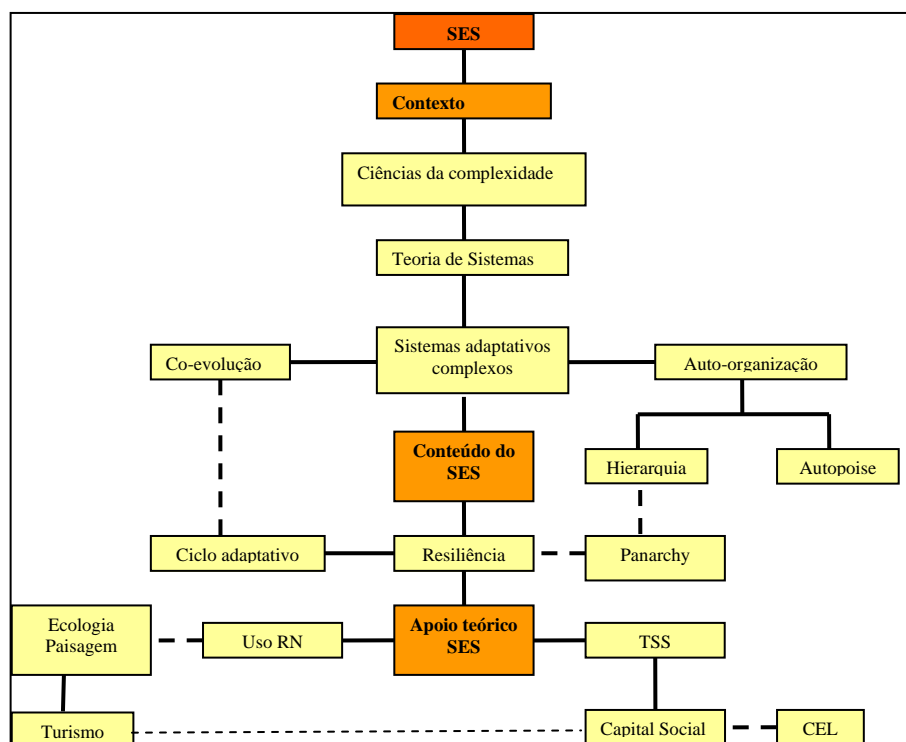 SES
Contexto
Ciências da complexidade
Teoria de Sistemas
Co-evolução
Sistemas adaptativos
complexos
Auto-organização
Conteúdo do
SES
Hierarquia
Autopoise
Ciclo adaptativo
Resiliência
Panarchy
Ecologia
Paisagem
Uso RN
Apoio teórico
SES
TSS
Turismo
Capital Social
CEL